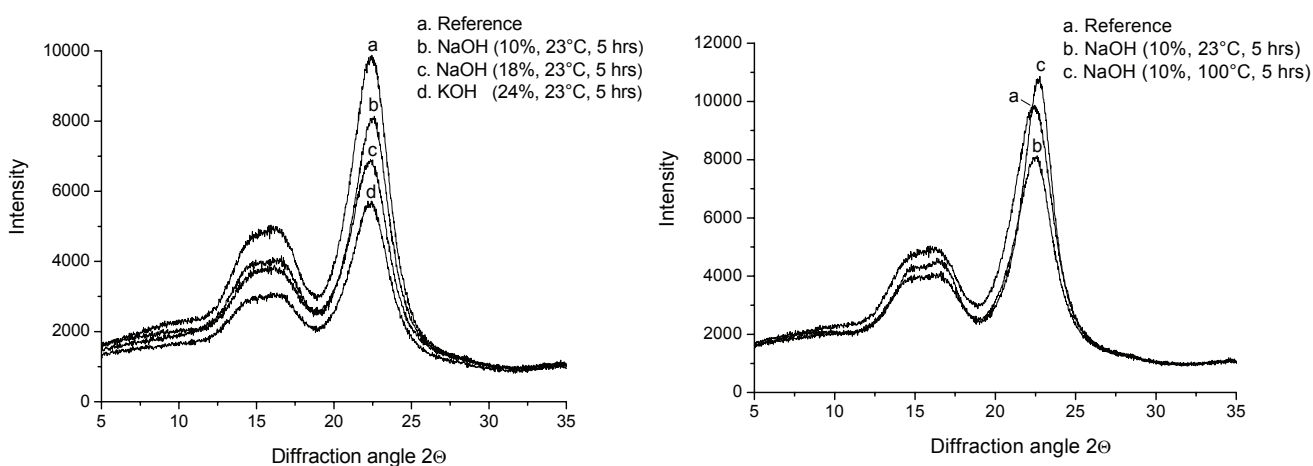 a. Reference
b. NaOH (10%, 23°C, 5 hrs)
c. NaOH (18%, 23°C, 5 hrs)
d. KOH (24%, 23°C, 5 hrs)
10000
8000
6000
4000
2000
0
Intensity
a
b
c
d
5 10 15 20 25 30 35
Diffraction angle 2Θ
a. Reference
b. NaOH (10%, 23°C, 5 hrs)
c. NaOH (10%, 100°C, 5 hrs)
12000
10000
8000
6000
4000
2000
0
Intensity
c
a
b
5 10 15 20 25 30 35
Diffraction angle 2Θ